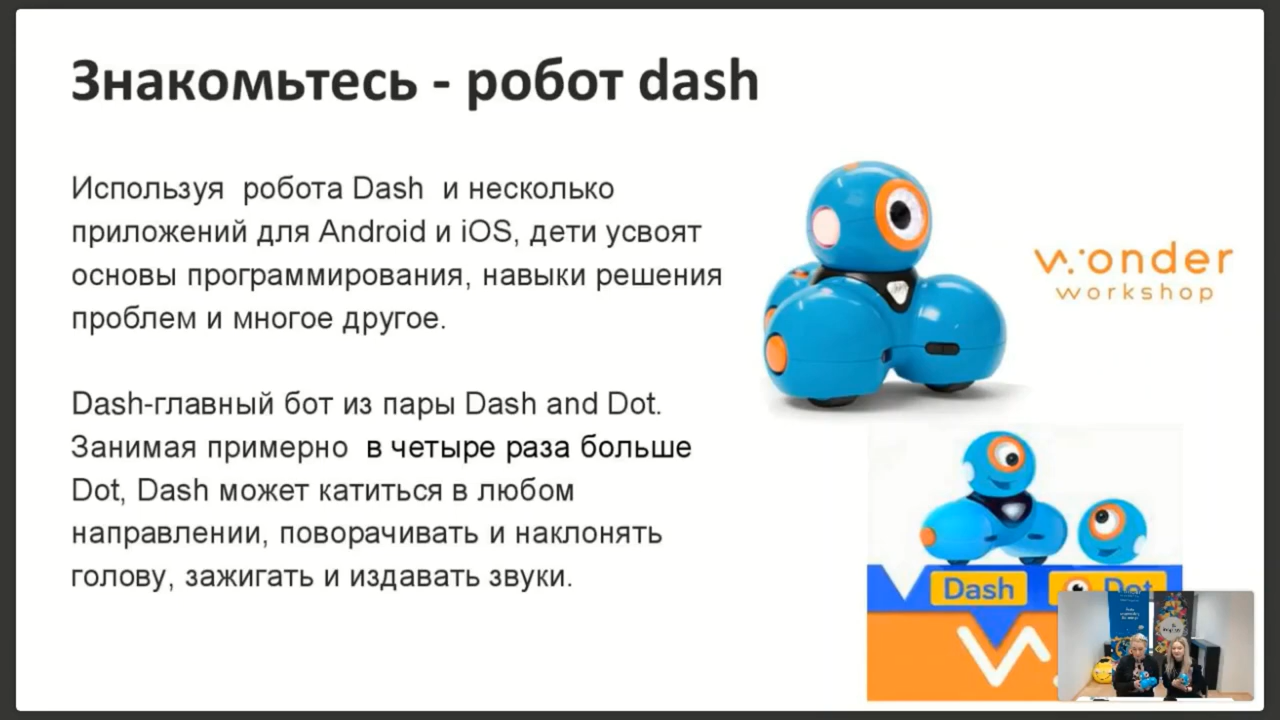 Знакомьтесь - робот dash
Используя робота Dash и несколько
приложений для Android и iOS, дети усвоят
основы программирования, навыки решения
проблем и многое другое.
Dash-главный бот из пары Dash and Dot.
Занимая примерно в четыре раза больше
Dot, Dash может катиться в любом
направлении, поворачивать и наклонять
голову, зажигать и издавать звуки.
wonder
workshop
Dash
Dot